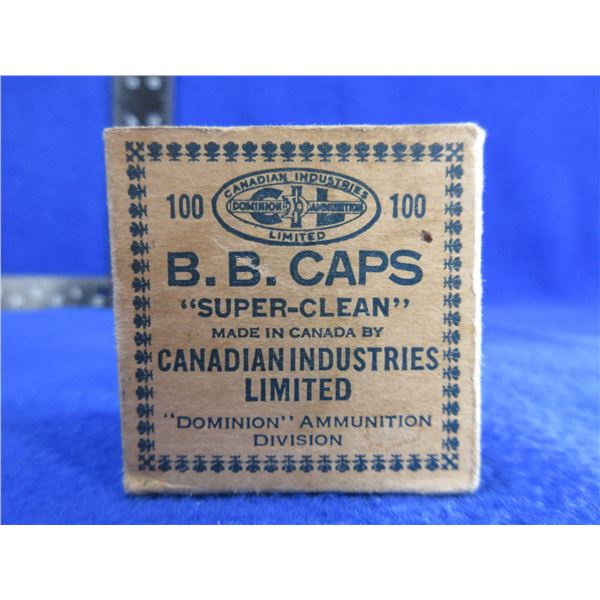 CANADIAN INDUSTRIES
100 DOMINION AMMUNITION 100
LIMITED
B. B. CAPS
"SUPER-CLEAN"
MADE IN CANADA BY
CANADIAN INDUSTRIES
LIMITED
"DOMINION" AMMUNITION
DIVISION